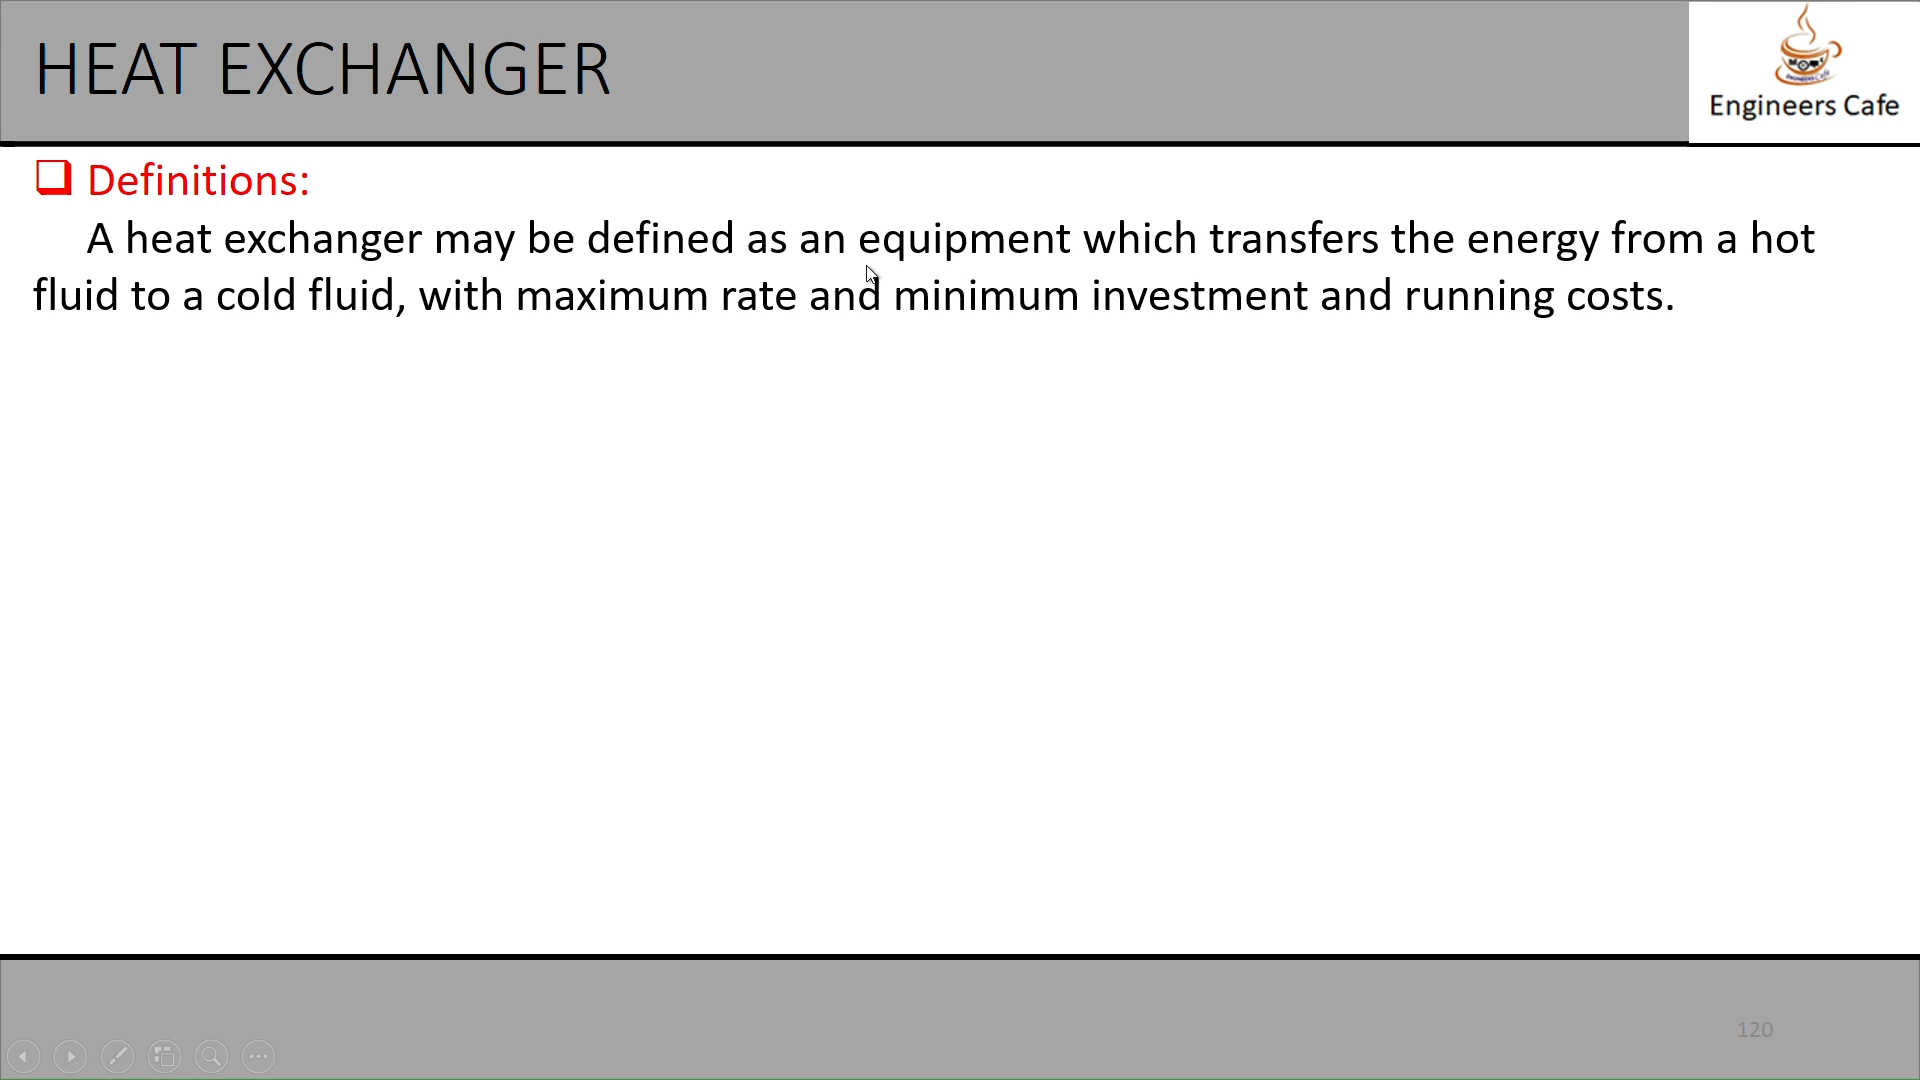 HEAT EXCHANGER
Engineers Cafe
Definitions:
A heat exchanger may be defined as an equipment which transfers the energy from a hot
fluid to a cold fluid, with maximum rate and minimum investment and running costs.
120